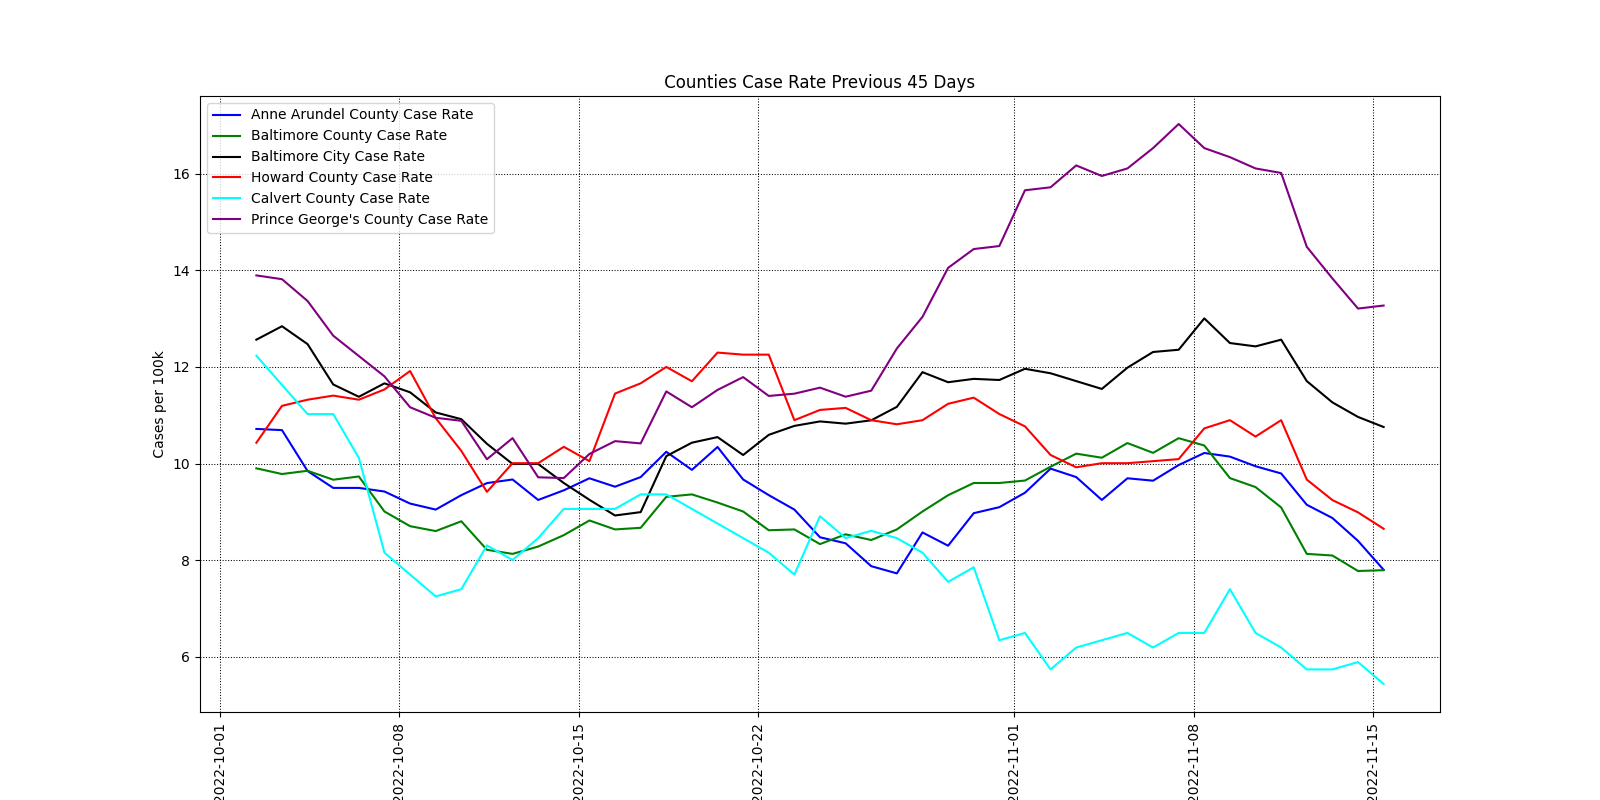 Counties Case Rate Previous 45 Days
Anne Arundel County Case Rate
Baltimore County Case Rate
Baltimore City Case Rate
Howard County Case Rate
Calvert County Case Rate
Prince George's County Case Rate
Cases per 100k
16
14
12
10
8
6
2022-10-01
2022-10-08
2022-10-15
2022-10-22
2022-11-01
2022-11-08
2022-11-15